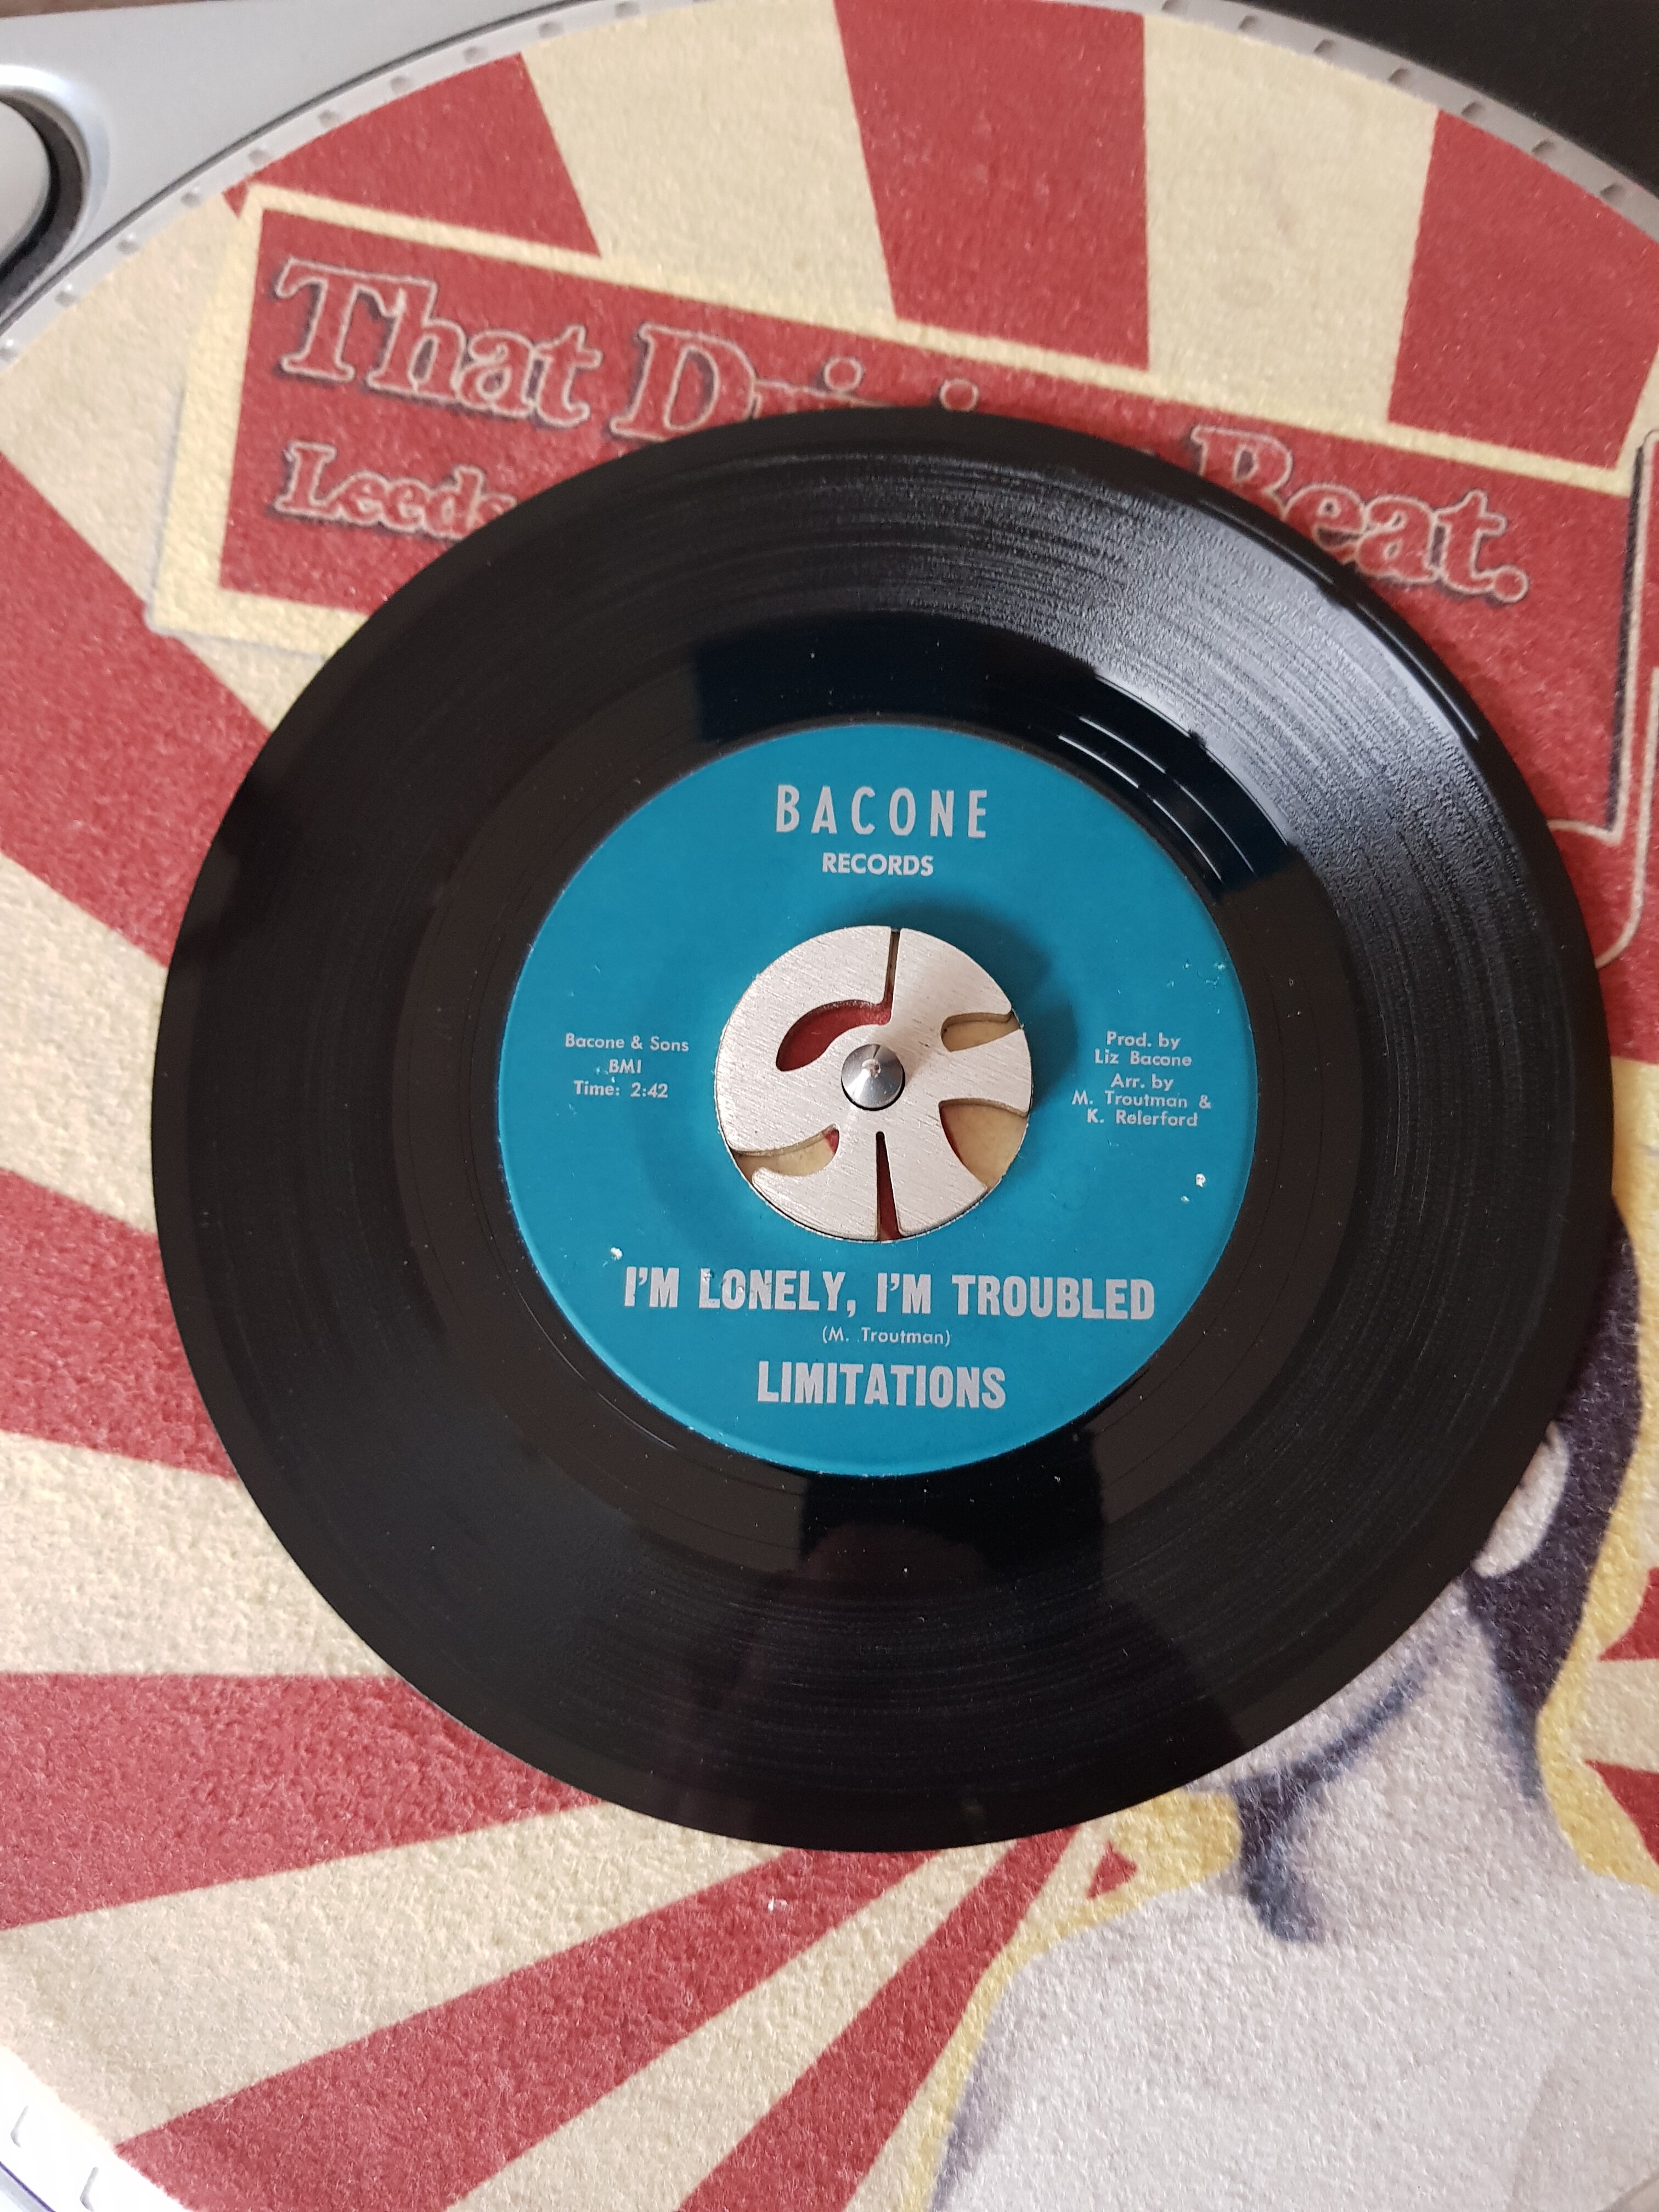 That
Beat.
Leeds
BACONE
RECORDS
Bacone & Sons
BMI
Time: 2:42
Prod. by
Liz Bacone
Arr. by
M. Troutman &
K. Relerford
I'M LONELY, I'M TROUBLED
(M. Troutman)
LIMITATIONS